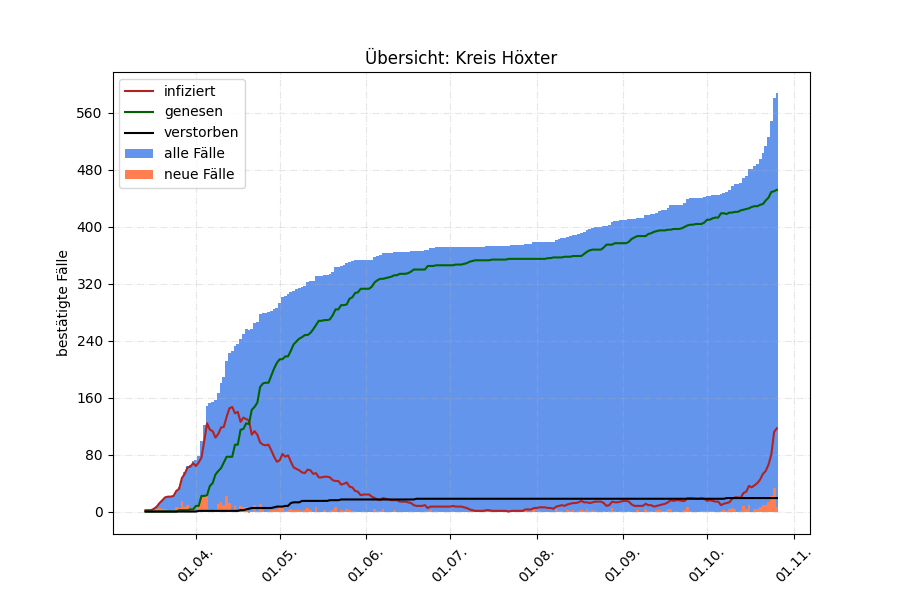 Übersicht: Kreis Höxter
infiziert
genesen
verstorben
alle Fälle
neue Fälle
bestätigte Fälle
560
480
400
320
240
160
80
0
01.04.
01.05.
01.06.
01.07.
01.08.
01.09.
01.10.
01.11.